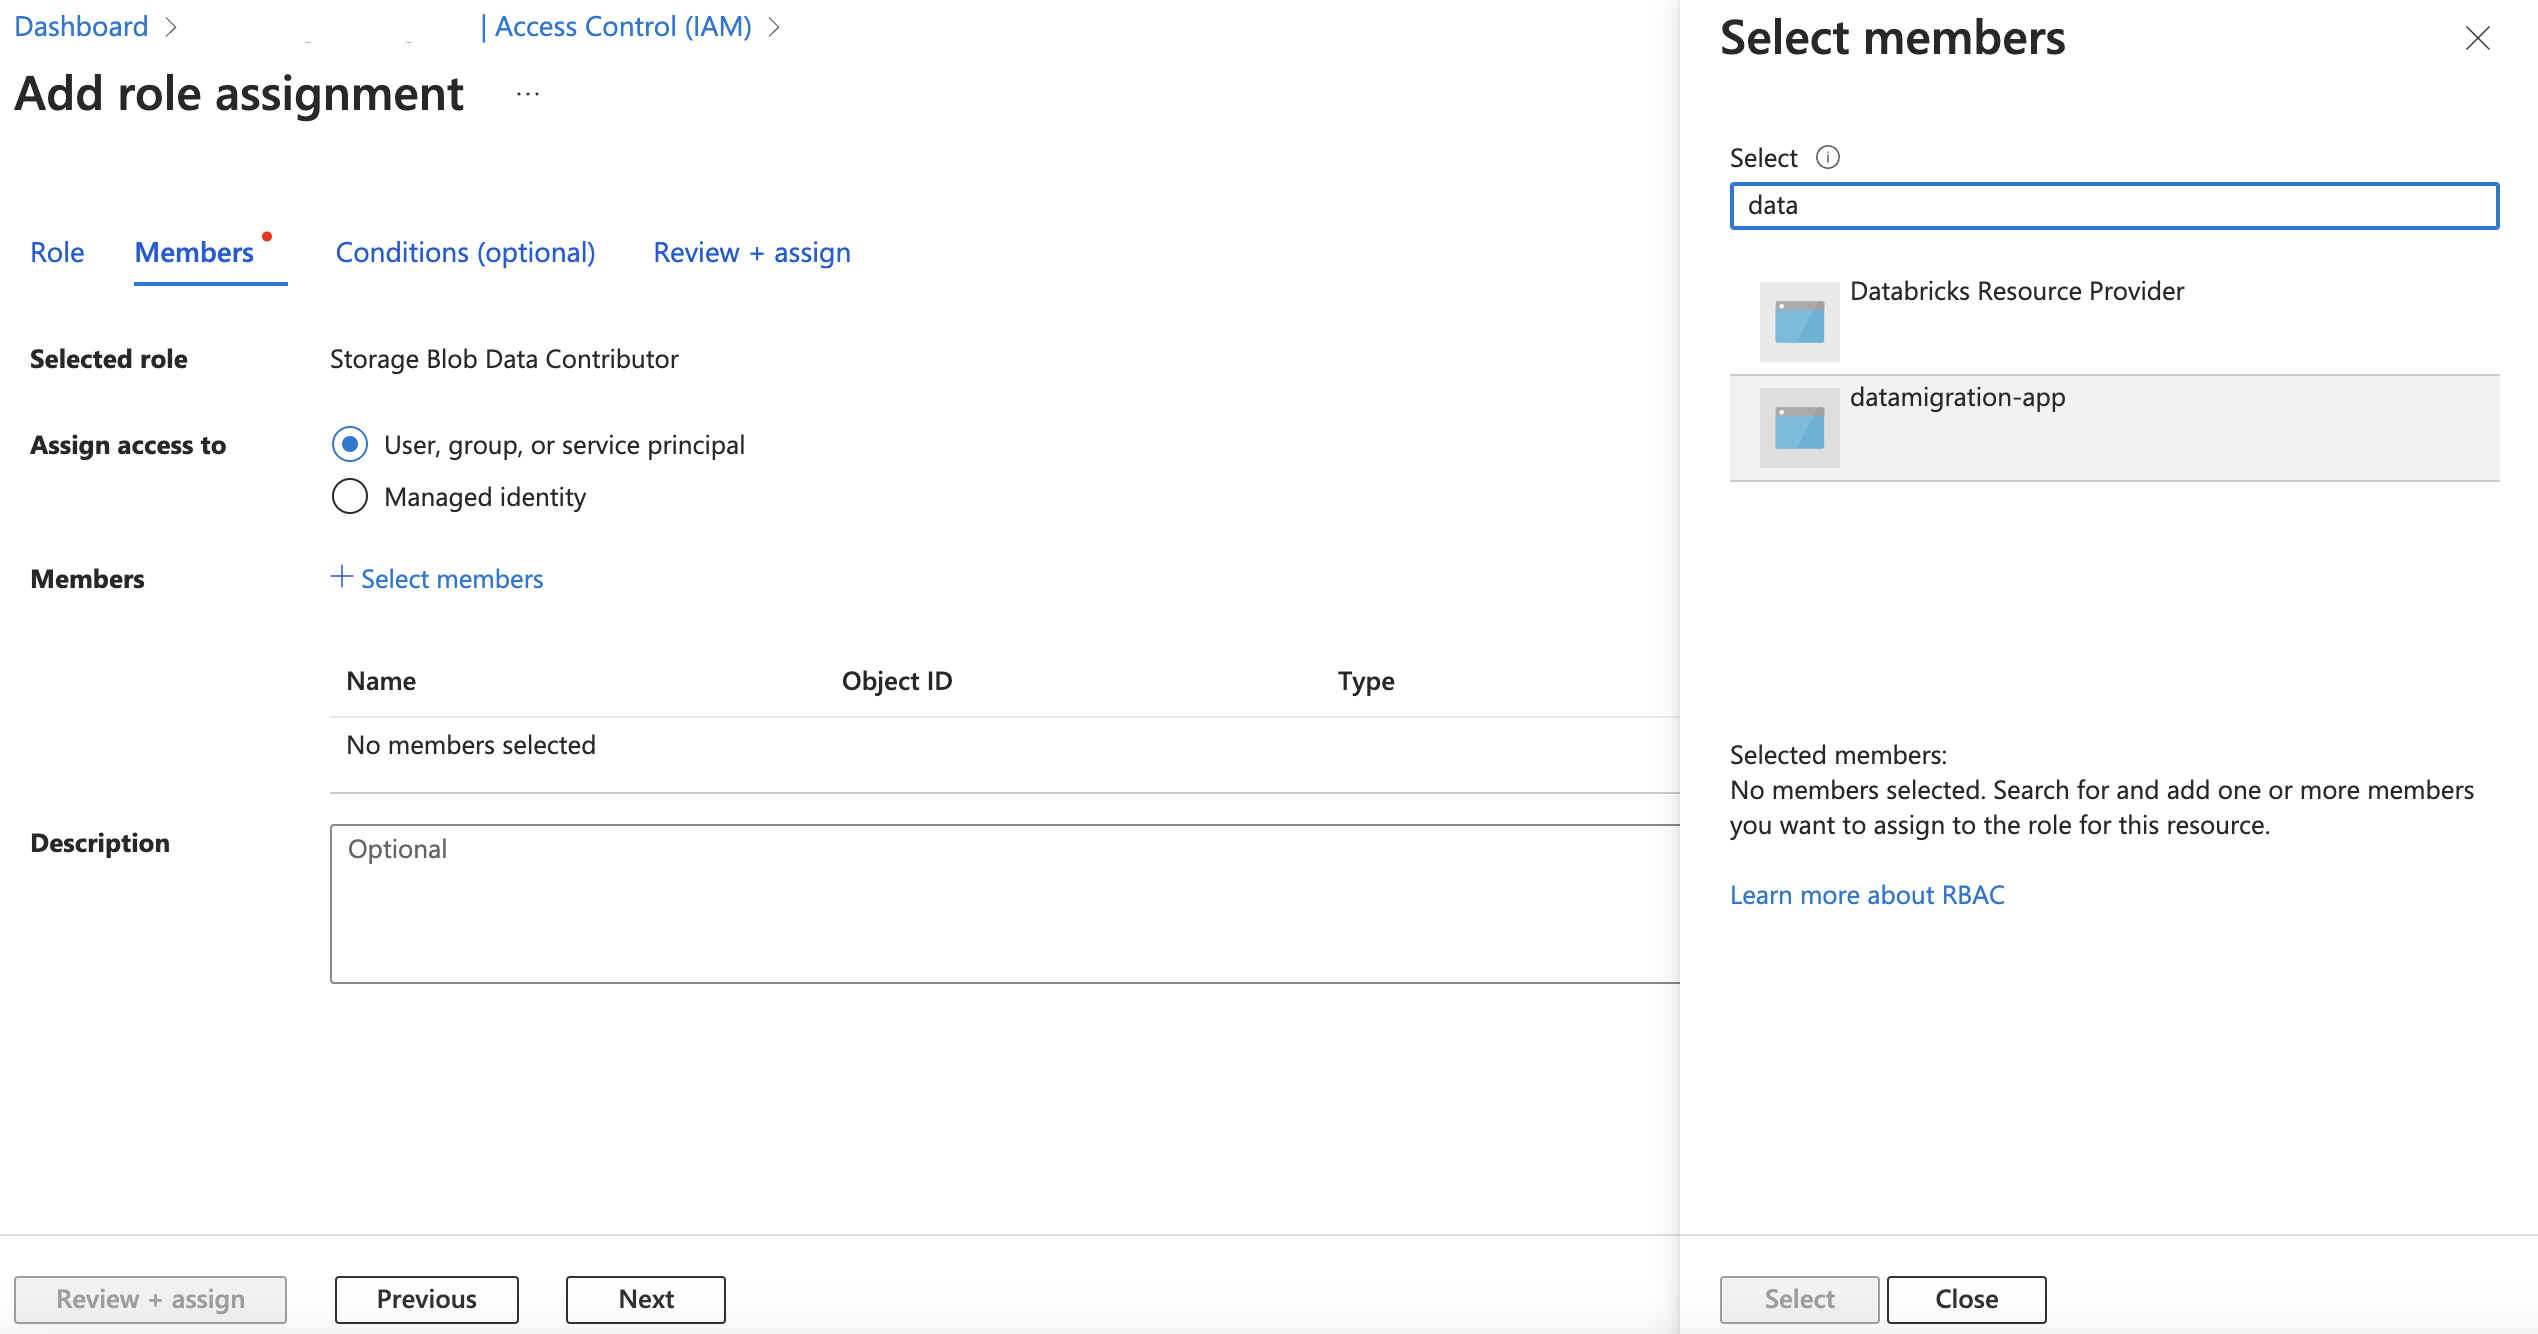 Dashboard
| Access Control (IAM)
Add role assignment ...
Role
Members
Conditions (optional)
Review + assign
Selected role
Storage Blob Data Contributor
Assign access to
User, group, or service principal
Managed identity
Members
+ Select members
Name
Object ID
Type
No members selected
Description
Optional
Review + assign
Previous
Next
Select members
Select
data
Databricks Resource Provider
datamigration-app
Selected members:
No members selected. Search for and add one or more members
you want to assign to the role for this resource.
Learn more about RBAC
Select
Close